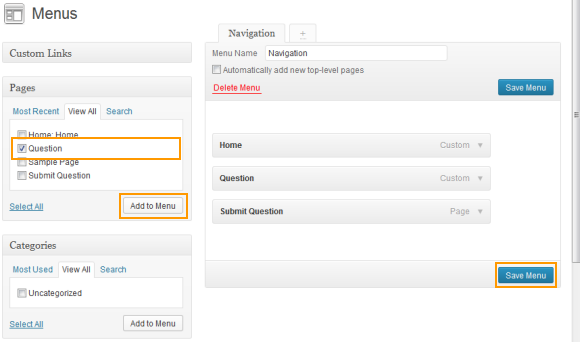 Menus
Custom Links
Pages
Most Recent View All Search
Home: Home
Question
Sample Page
Submit Question
Select All Add to Menu
Categories
Most Used View All Search
Uncategorized
Select All Add to Menu
Navigation +
Menu Name Navigation
Automatically add new top-level pages
Delete Menu Save Menu
Home Custom
Question Custom
Submit Question Page
Save Menu